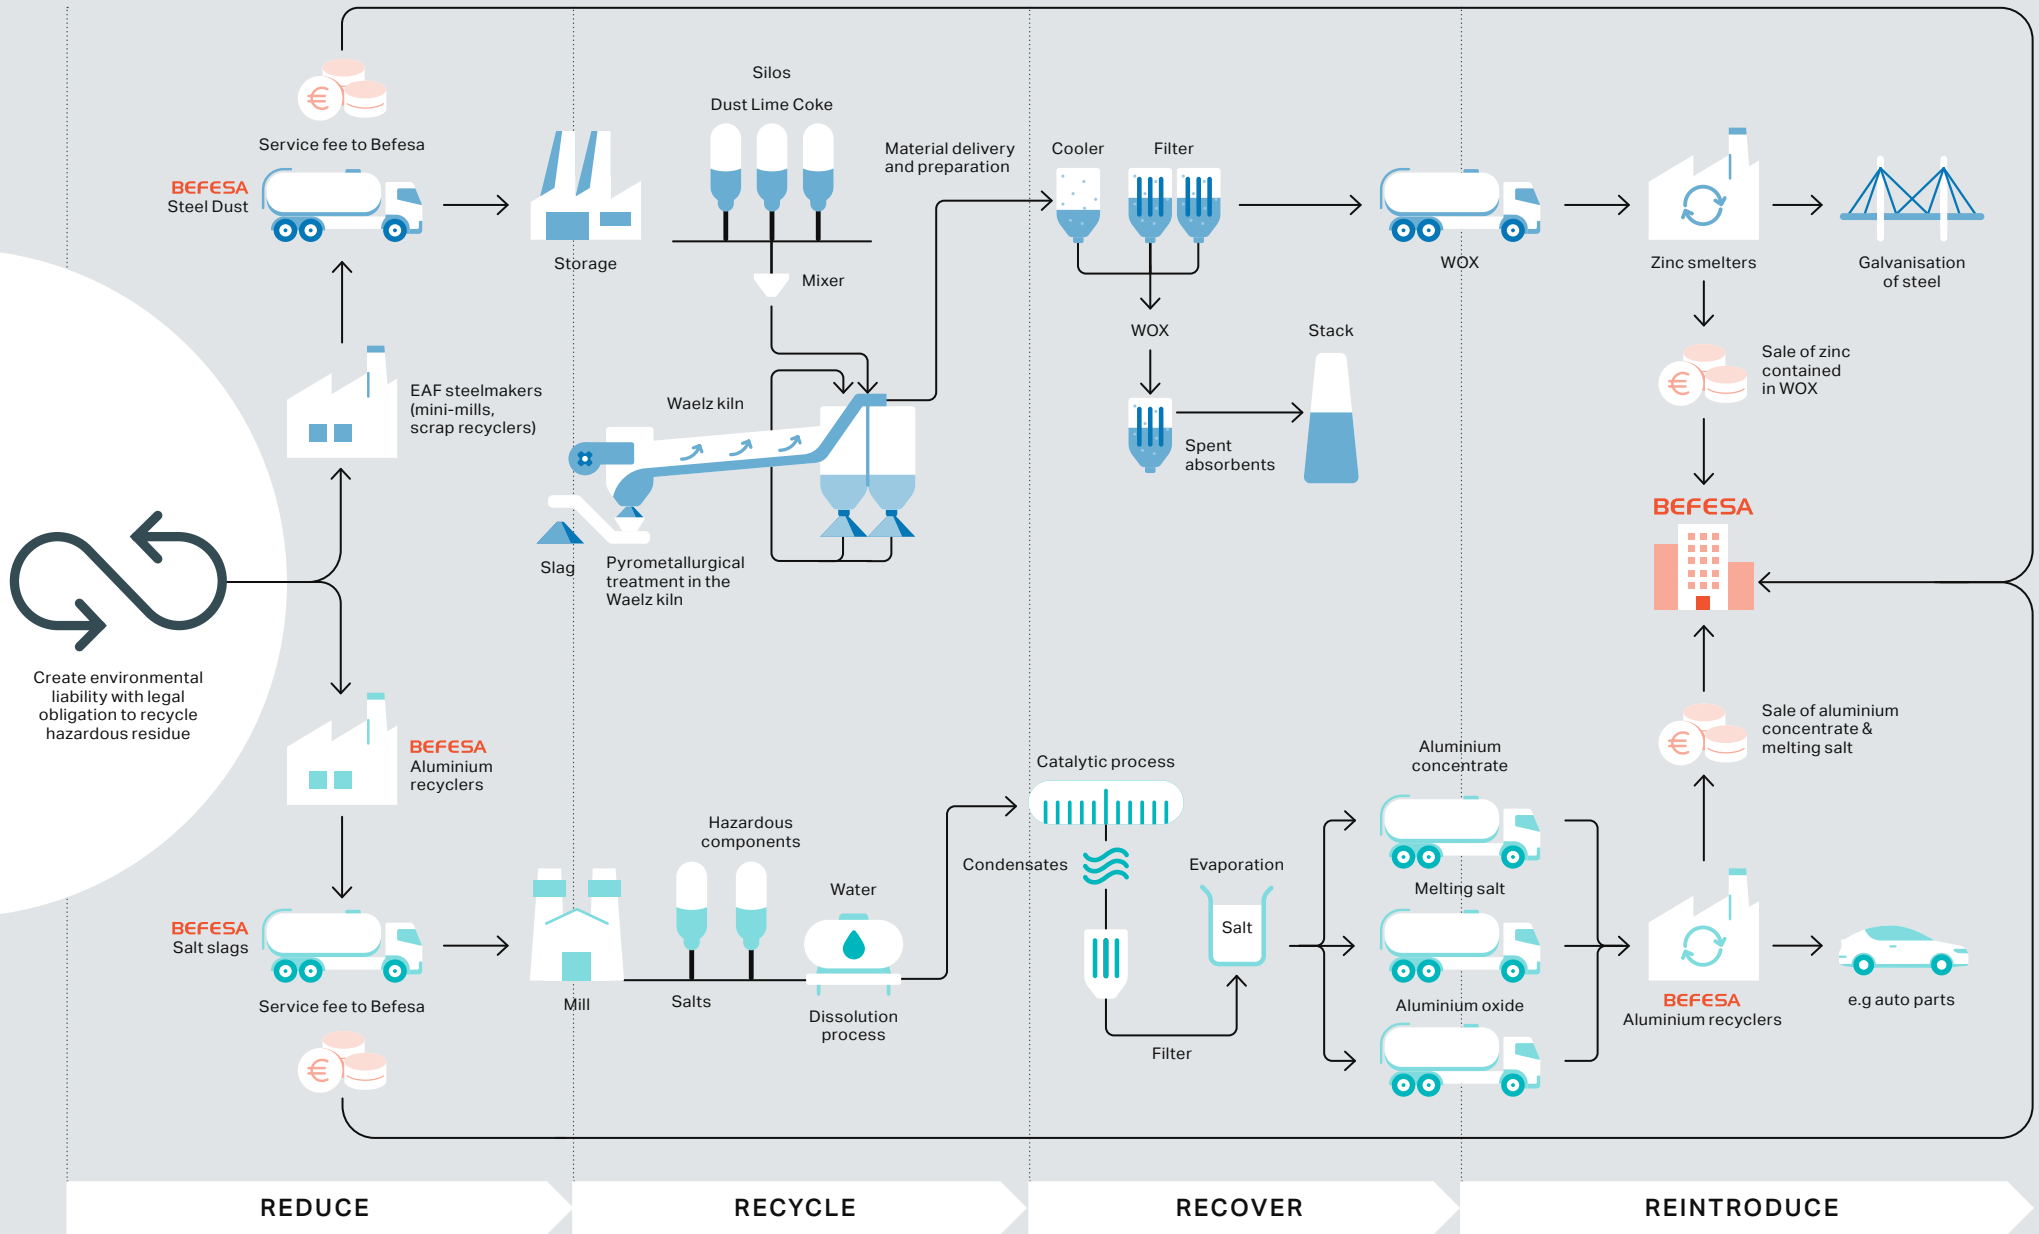 Service fee to Befesa
BEFESA
Steel Dust
EAF steelmakers
(mini-mills,
scrap recyclers)
Create environmental
liability with legal
obligation to recycle
hazardous residue
BEFESA
Aluminium
recyclers
BEFESA
Salt slags
Service fee to Befesa
Storage
Silos
Dust Lime Coke
Mixer
Material delivery
and preparation
Waelz kiln
Slag
Pyrometallurgical
treatment in the
Waelz kiln
Cooler
Filter
WOX
Stack
Spent
absorbents
WOX
Zinc smelters
Galvanisation
of steel
Sale of zinc
contained
in WOX
BEFESA
Sale of aluminium
concentrate &
melting salt
Mill
Hazardous
components
Salts
Water
Dissolution
process
Catalytic process
Condensates
Filter
Evaporation
Salt
Aluminium
concentrate
Melting salt
Aluminium oxide
BEFESA
Aluminium recyclers
e.g auto parts
REDUCE
RECYCLE
RECOVER
REINTRODUCE